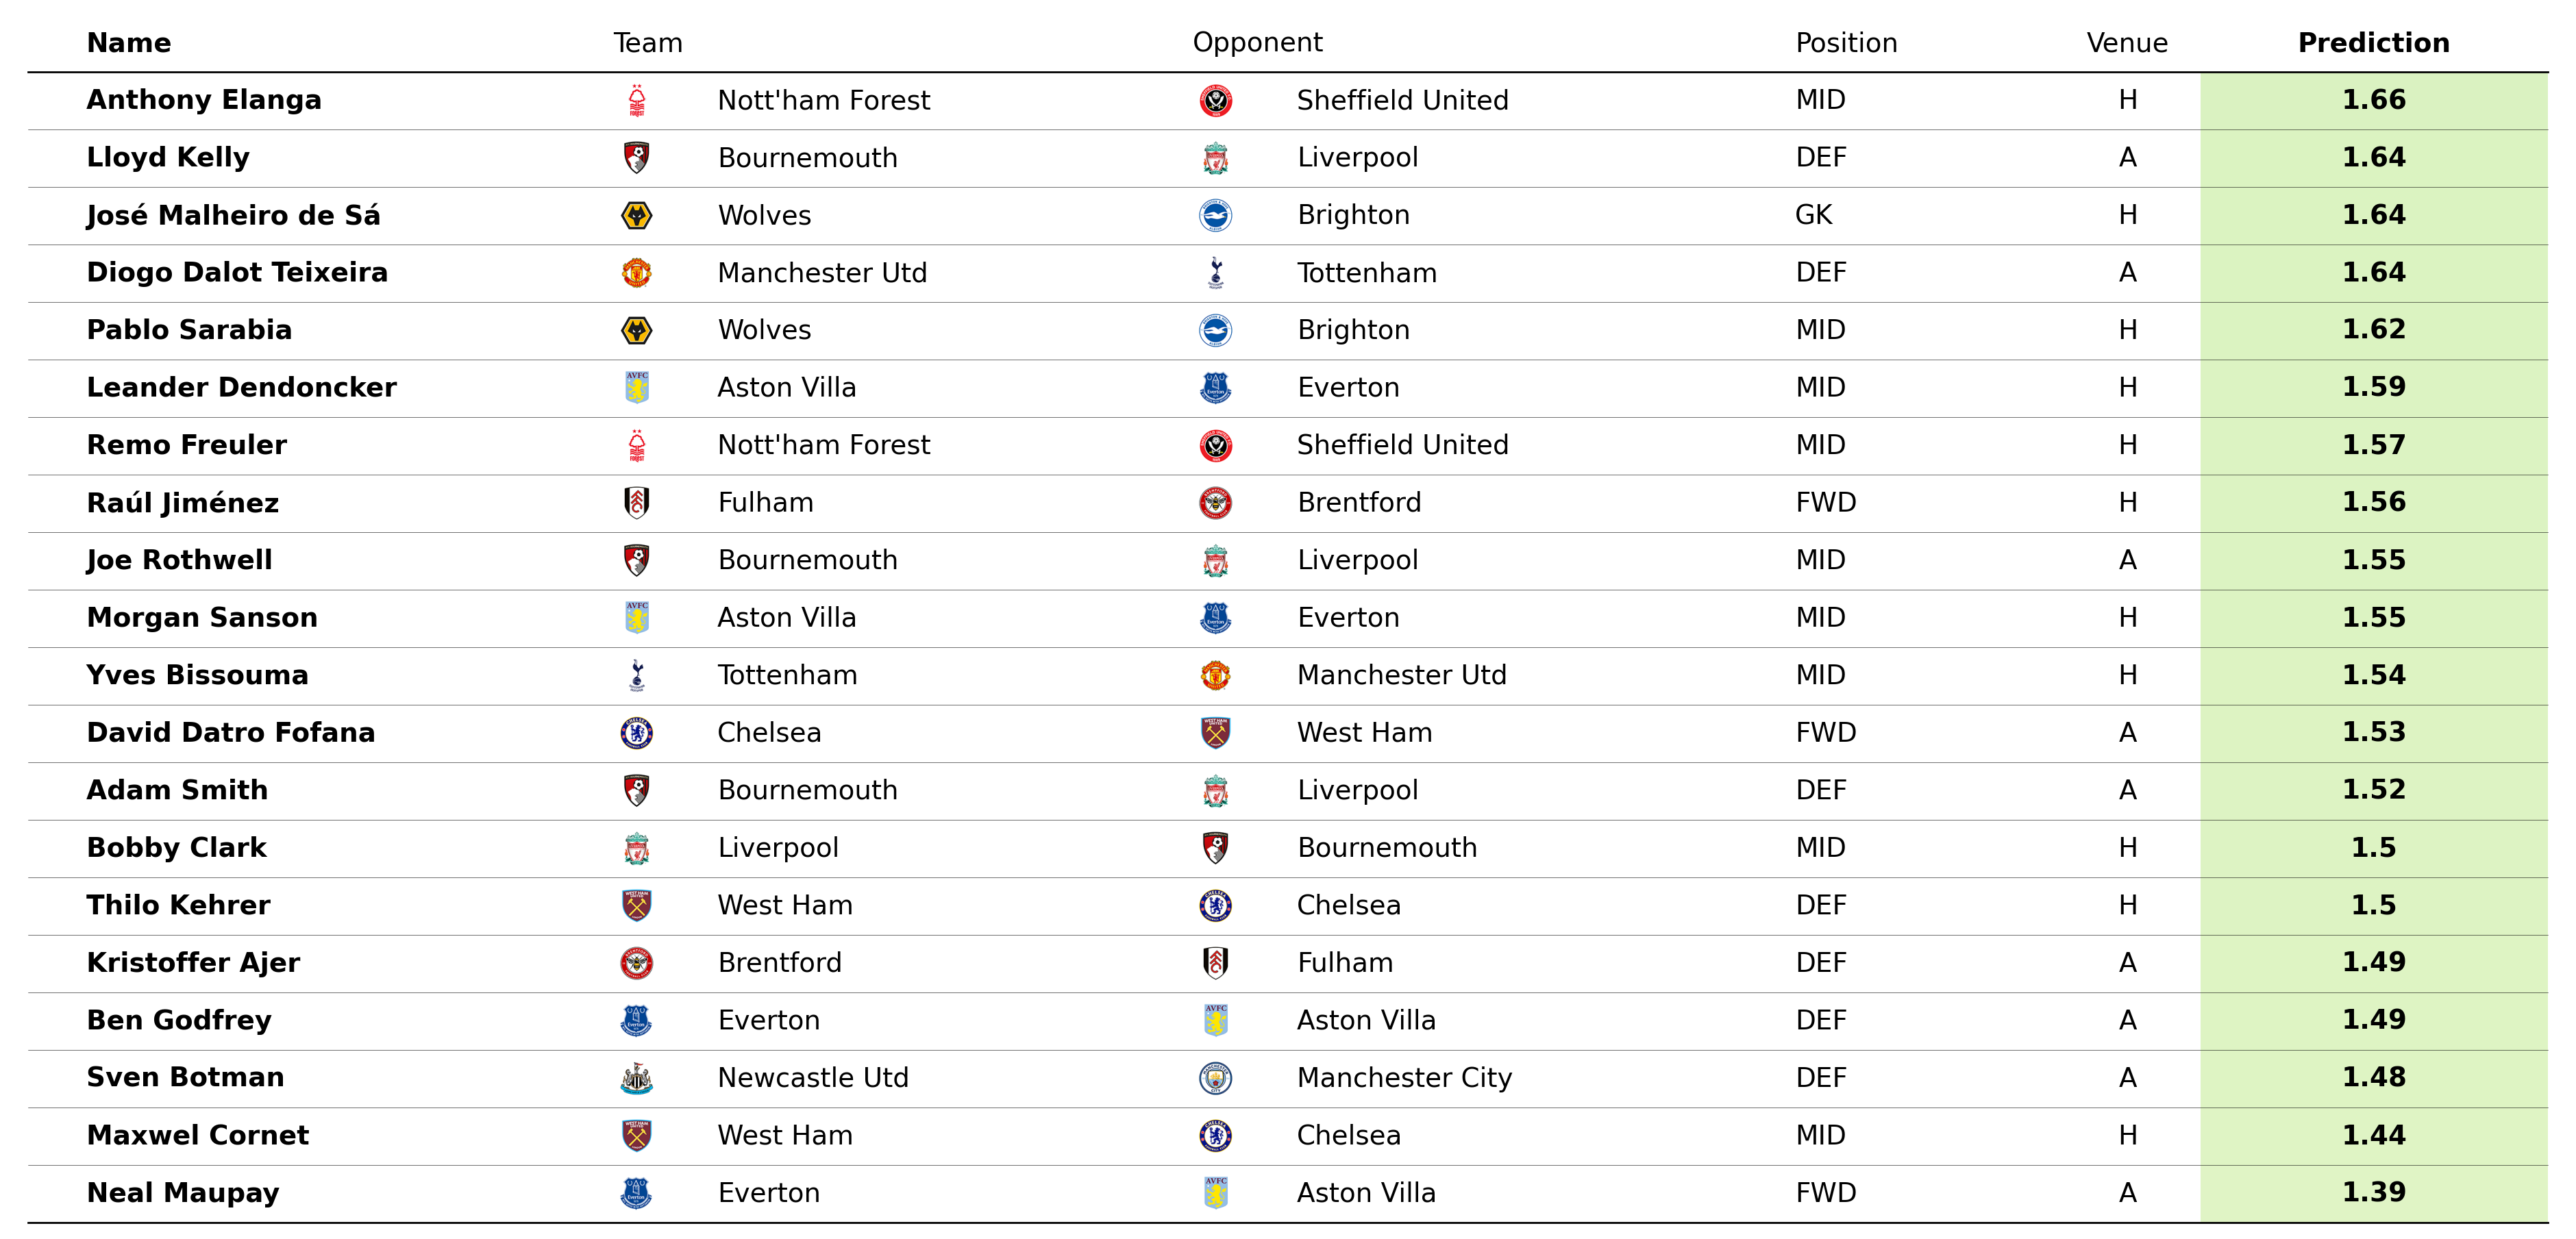 Name Team Opponent Position Venue Prediction
Anthony Elanga Nott'ham Forest Sheffield United MID H 1.66
Lloyd Kelly Bournemouth Liverpool DEF A 1.64
José Malheiro de Sá Wolves Brighton GK H 1.64
Diogo Dalot Teixeira Manchester Utd Tottenham DEF A 1.64
Pablo Sarabia Wolves Brighton MID H 1.62
Leander Dendoncker Aston Villa Everton MID H 1.59
Remo Freuler Nott'ham Forest Sheffield United MID H 1.57
Raúl Jiménez Fulham Brentford FWD H 1.56
Joe Rothwell Bournemouth Liverpool MID A 1.55
Morgan Sanson Aston Villa Everton MID H 1.55
Yves Bissouma Tottenham Manchester Utd MID H 1.54
David Datro Fofana Chelsea West Ham FWD A 1.53
Adam Smith Bournemouth Liverpool DEF A 1.52
Bobby Clark Liverpool Bournemouth MID H 1.5
Thilo Kehrer West Ham Chelsea DEF H 1.5
Kristoffer Ajer Brentford Fulham DEF A 1.49
Ben Godfrey Everton Aston Villa DEF A 1.49
Sven Botman Newcastle Utd Manchester City DEF A 1.48
Maxwel Cornet West Ham Chelsea MID H 1.44
Neal Maupay Everton Aston Villa FWD A 1.39